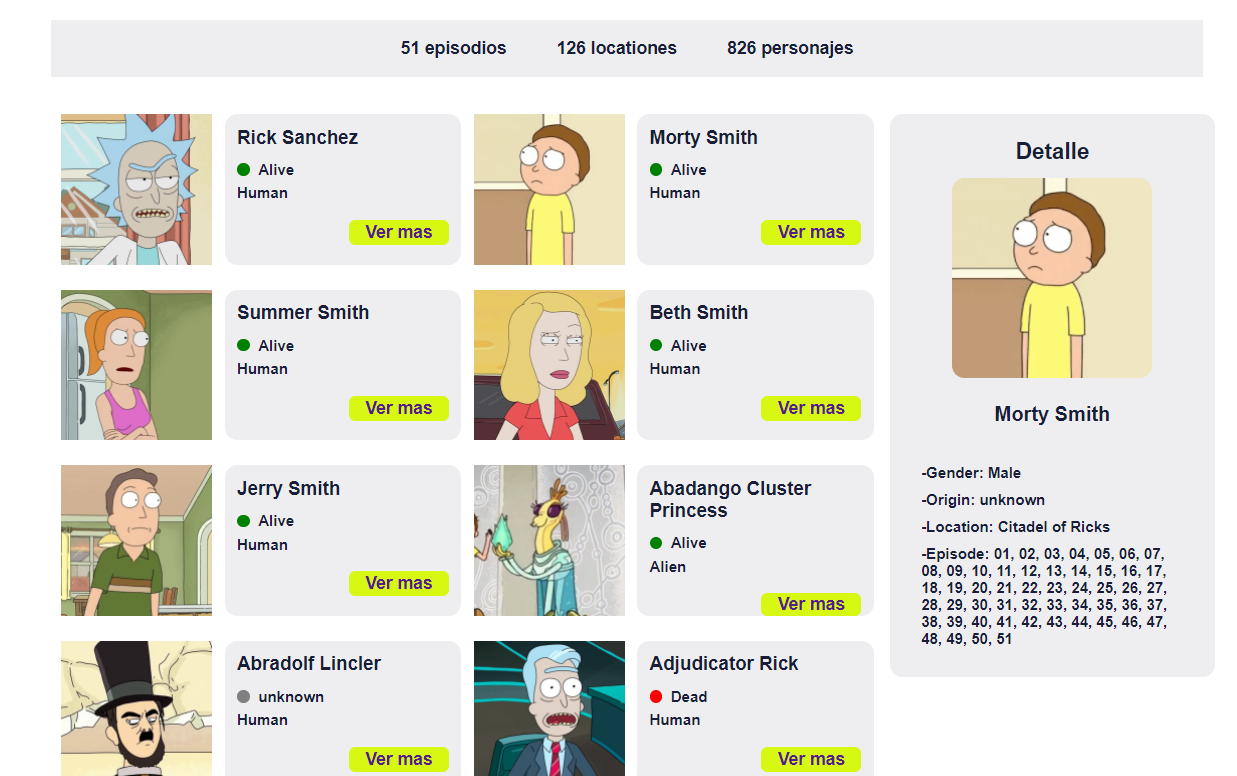 51 episodios
126 locationes
826 personajes
Rick Sanchez
Alive
Human
Ver mas
Morty Smith
Alive
Human
Ver mas
Summer Smith
Alive
Human
Ver mas
Beth Smith
Alive
Human
Ver mas
Jerry Smith
Alive
Human
Ver mas
Abadango Cluster
Princess
Alive
Alien
Ver mas
Abradolf Lincler
unknown
Human
Ver mas
Adjudicator Rick
Dead
Human
Ver mas
Detalle
Morty Smith
-Gender: Male
-Origin: unknown
-Location: Citadel of Ricks
-Episode: 01, 02, 03, 04, 05, 06, 07,
08, 09, 10, 11, 12, 13, 14, 15, 16, 17,
18, 19, 20, 21, 22, 23, 24, 25, 26, 27,
28, 29, 30, 31, 32, 33, 34, 35, 36, 37,
38, 39, 40, 41, 42, 43, 44, 45, 46, 47,
48, 49, 50, 51